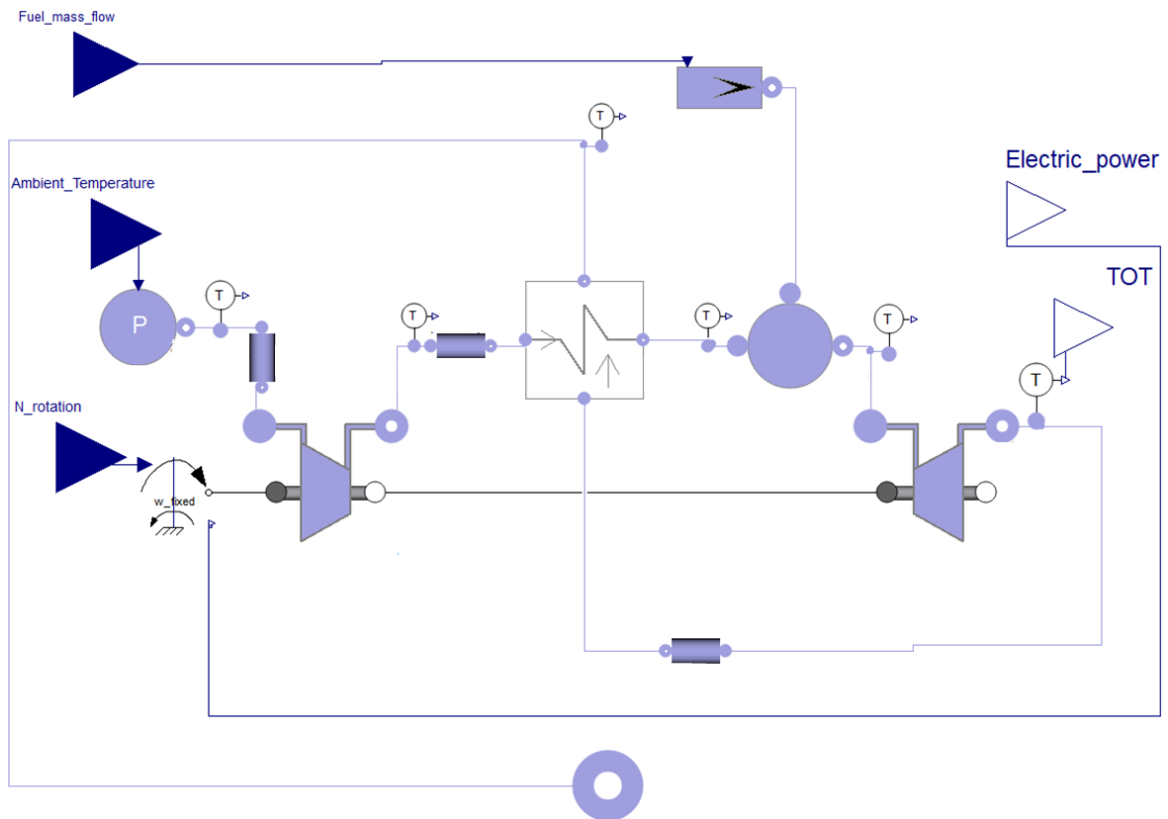 Fuel_mass_flow
T
Electric_power
Ambient_Temperature
TOT
T
P
T
T
T
T
N_rotation
w_fixed